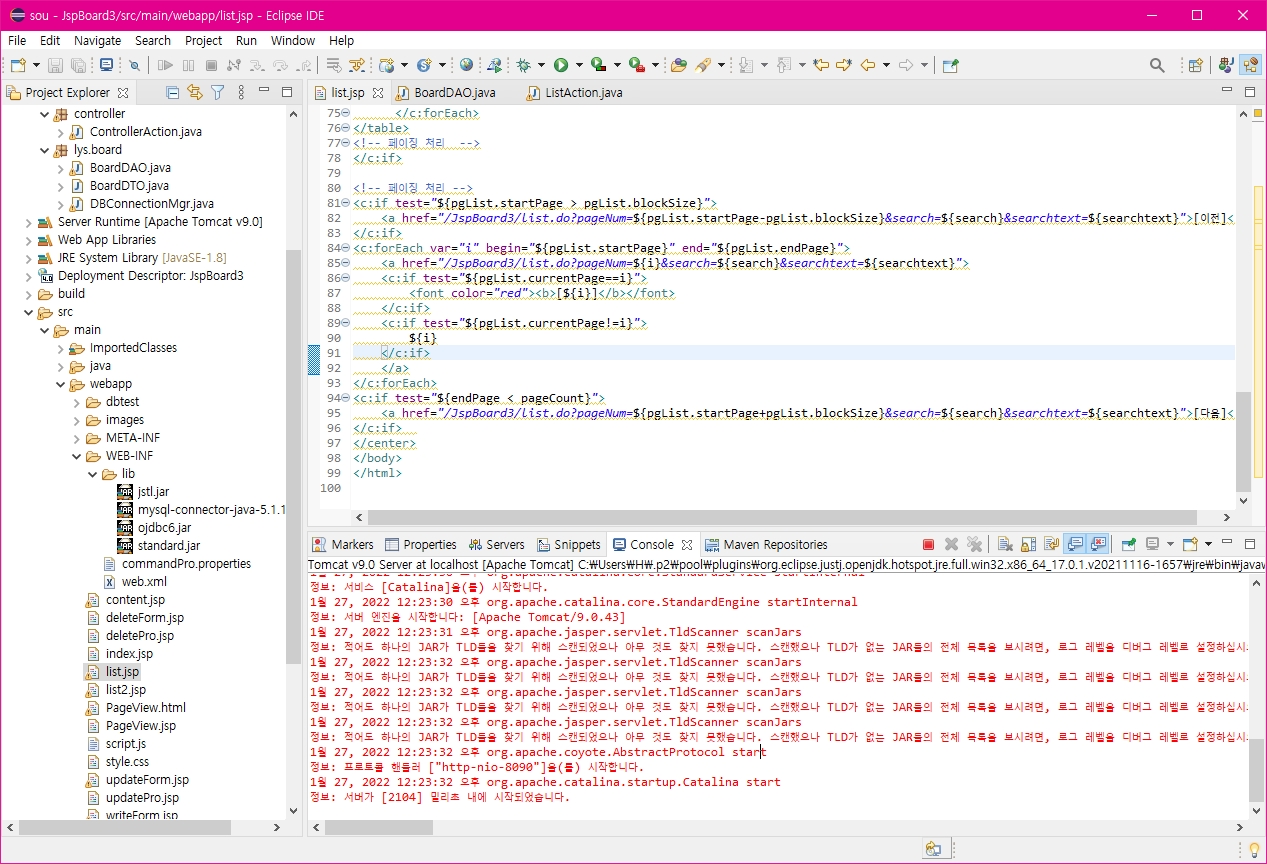 sou - JspBoard3/src/main/webapp/list.jsp - Eclipse IDE
File Edit Navigate Search Project Run Window Help
Project Explorer
controller
ControllerAction.java
lys.board
BoardDAO.java
BoardDTO.java
DBConnectionMgr.java
Server Runtime [Apache Tomcat v9.0]
Web App Libraries
JRE System Library [JavaSE-1.8]
Deployment Descriptor: JspBoard3
build
src
main
ImportedClasses
java
webapp
dbtest
images
META-INF
WEB-INF
lib
jstl.jar
mysql-connector-java-5.1.1
ojdbc6.jar
standard.jar
commandPro.properties
web.xml
content.jsp
deleteForm.jsp
deletePro.jsp
index.jsp
list.jsp
list2.jsp
PageView.html
PageView.jsp
script.js
style.css
updateForm.jsp
updatePro.jsp
writeForm.jsp
list.jsp BoardDAO.java ListAction.java
75 </c:forEach>
76 </table>
77 <!-- 페이징 처리  -->
78 </c:if>
79
80 <!-- 페이징 처리 -->
81 <c:if test="${pgList.startPage > pgList.blockSize}">
82 <a href="/JspBoard3/list.do?pageNum=${pgList.startPage-pgList.blockSize}&search=${search}&searchtext=${searchtext}">[이전]<
83 </c:if>
84 <c:forEach var="i" begin="${pgList.startPage}" end="${pgList.endPage}">
85 <a href="/JspBoard3/list.do?pageNum=${i}&search=${search}&searchtext=${searchtext}">
86 <c:if test="${pgList.currentPage==i}">
87 <font color="red"><b>[${i}]</b></font>
88 </c:if>
89 <c:if test="${pgList.currentPage!=i}">
90 ${i}
91 </c:if>
92 </a>
93 </c:forEach>
94 <c:if test="${endPage < pageCount}">
95 <a href="/JspBoard3/list.do?pageNum=${pgList.startPage+pgList.blockSize}&search=${search}&searchtext=${searchtext}">[다음]<
96 </c:if>
97 </center>
98 </body>
99 </html>
100
Markers Properties Servers Snippets Console Maven Repositories
Tomcat v9.0 Server at localhost [Apache Tomcat] C:₩Users₩H₩.p2₩pool₩plugins₩org.eclipse.justj.openjdk.hotspot.jre.full.win32.x86_64_17.0.1.v20211116-1657₩jre₩bin₩javaw
1월 27, 2022 12:23:30 오후 org.apache.catalina.core.StandardService startInternal
정보: 서비스 [Catalina]을(를) 시작합니다.
1월 27, 2022 12:23:30 오후 org.apache.catalina.core.StandardEngine startInternal
정보: 서버 엔진을 시작합니다: [Apache Tomcat/9.0.43]
1월 27, 2022 12:23:31 오후 org.apache.jasper.servlet.TldScanner scanJars
정보: 적어도 하나의 JAR가 TLD들을 찾기 위해 스캔되었으나 아무 것도 찾지 못했습니다. 스캔했으나 TLD가 없는 JAR들의 전체 목록을 보시려면, 로그 레벨을 디버그 레벨로 설정하십시
1월 27, 2022 12:23:32 오후 org.apache.jasper.servlet.TldScanner scanJars
정보: 적어도 하나의 JAR가 TLD들을 찾기 위해 스캔되었으나 아무 것도 찾지 못했습니다. 스캔했으나 TLD가 없는 JAR들의 전체 목록을 보시려면, 로그 레벨을 디버그 레벨로 설정하십시
1월 27, 2022 12:23:32 오후 org.apache.jasper.servlet.TldScanner scanJars
정보: 적어도 하나의 JAR가 TLD들을 찾기 위해 스캔되었으나 아무 것도 찾지 못했습니다. 스캔했으나 TLD가 없는 JAR들의 전체 목록을 보시려면, 로그 레벨을 디버그 레벨로 설정하십시
1월 27, 2022 12:23:32 오후 org.apache.jasper.servlet.TldScanner scanJars
정보: 적어도 하나의 JAR가 TLD들을 찾기 위해 스캔되었으나 아무 것도 찾지 못했습니다. 스캔했으나 TLD가 없는 JAR들의 전체 목록을 보시려면, 로그 레벨을 디버그 레벨로 설정하십시
1월 27, 2022 12:23:32 오후 org.apache.coyote.AbstractProtocol start
정보: 프로토콜 핸들러 ["http-nio-8090"]을(를) 시작합니다.
1월 27, 2022 12:23:32 오후 org.apache.catalina.startup.Catalina start
정보: 서버가 [2104] 밀리초 내에 시작되었습니다.